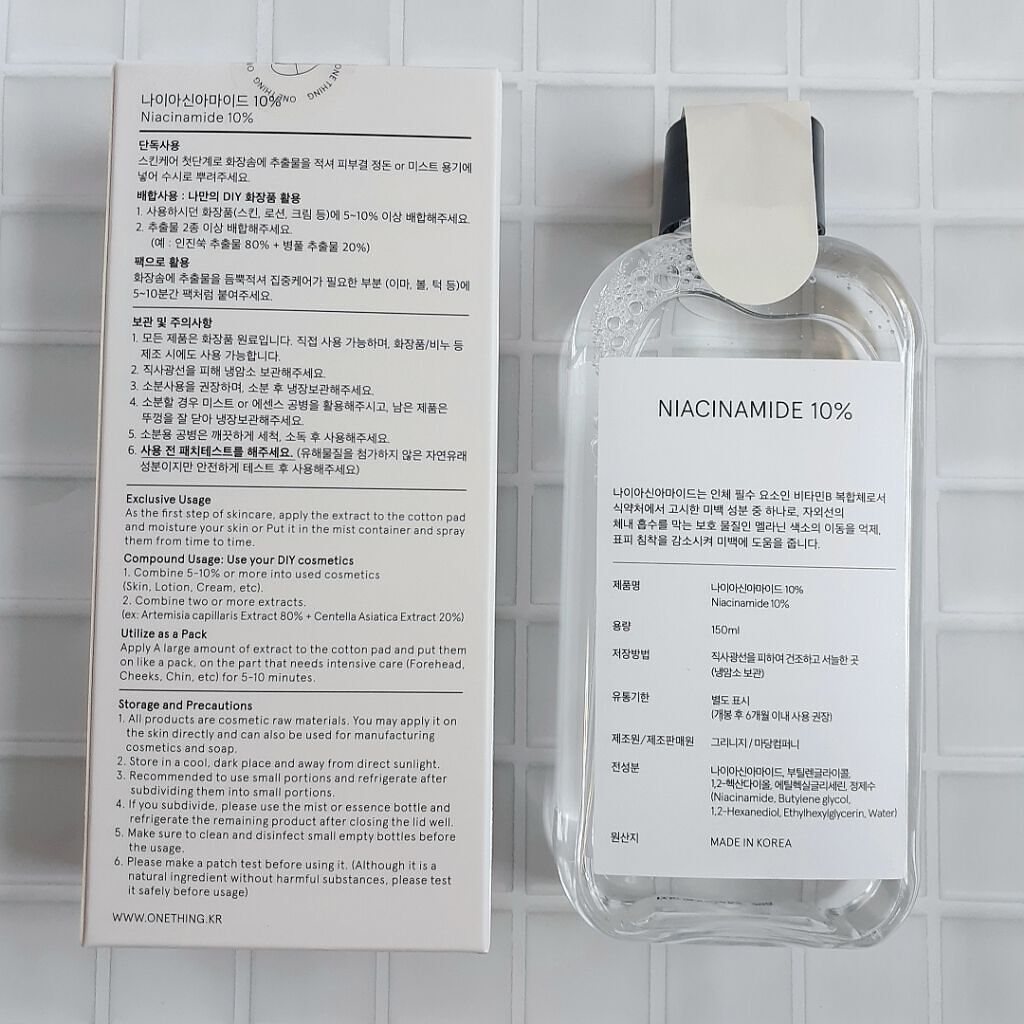 ONE THING
ONE THING
나이아신아마이드 10%
Niacinamide 10%
단독사용
스킨케어 첫단계로 화장솜에 추출물을 적셔 피부결 정돈 or 미스트 용기에
넣어 수시로 뿌려주세요.
배합사용 : 나만의 DIY 화장품 활용
1. 사용하시던 화장품(스킨, 로션, 크림 등)에 5~10% 이상 배합해주세요.
2. 추출물 2종 이상 배합해주세요.
(예 : 인진쑥 추출물 80% + 병풀 추출물 20%)
팩으로 활용
화장솜에 추출물을 듬뿍적셔 집중케어가 필요한 부분 (이마, 볼, 턱 등)에
5~10분간 팩처럼 붙여주세요.
보관 및 주의사항
1. 모든 제품은 화장품 원료입니다. 직접 사용 가능하며, 화장품/비누 등
제조 시에도 사용 가능합니다.
2. 직사광선을 피해 냉암소 보관해주세요.
3. 소분사용을 권장하며, 소분 후 냉장보관해주세요.
4. 소분할 경우 미스트 or 에센스 공병을 활용해주시고, 남은 제품은
뚜껑을 잘 닫아 냉장보관해주세요.
5. 소분용 공병은 깨끗하게 세척, 소독 후 사용해주세요.
6. 사용 전 패치테스트를 해주세요. (유해물질을 첨가하지 않은 자연유래
성분이지만 안전하게 테스트 후 사용해주세요)
Exclusive Usage
As the first step of skincare, apply the extract to the cotton pad
and moisture your skin or Put it in the mist container and spray
them from time to time.
Compound Usage: Use your DIY cosmetics
1. Combine 5-10% or more into used cosmetics
(Skin, Lotion, Cream, etc).
2. Combine two or more extracts.
(ex: Artemisia capillaris Extract 80% + Centella Asiatica Extract 20%)
Utilize as a Pack
Apply A large amount of extract to the cotton pad and put them
on like a pack, on the part that needs intensive care (Forehead,
Cheeks, Chin, etc) for 5-10 minutes.
Storage and Precautions
1. All products are cosmetic raw materials. You may apply it on
the skin directly and can also be used for manufacturing
cosmetics and soap.
2. Store in a cool, dark place and away from direct sunlight.
3. Recommended to use small portions and refrigerate after
subdividing them into small portions.
4. If you subdivide, please use the mist or essence bottle and
refrigerate the remaining product after closing the lid well.
5. Make sure to clean and disinfect small empty bottles before
the usage.
6. Please make a patch test before using it. (Although it is a
natural ingredient without harmful substances, please test
it safely before usage)
WWW.ONETHING.KR
NIACINAMIDE 10%
나이아신아마이드는 인체 필수 요소인 비타민B 복합체로서
식약처에서 고시한 미백 성분 중 하나로, 자외선의
체내 흡수를 막는 보호 물질인 멜라닌 색소의 이동을 억제,
표피 침착을 감소시켜 미백에 도움을 줍니다.
제품명 나이아신아마이드 10%
Niacinamide 10%
용량 150ml
저장방법 직사광선을 피하여 건조하고 서늘한 곳
(냉암소 보관)
유통기한 별도 표시
(개봉 후 6개월 이내 사용 권장)
제조원/제조판매원 그리니지 / 마당컴퍼니
전성분 나이아신아마이드, 부틸렌글라이콜,
1,2-헥산다이올, 에틸헥실글리세린, 정제수
(Niacinamide, Butylene glycol,
1,2-Hexanediol, Ethylhexylglycerin, Water)
원산지 MADE IN KOREA